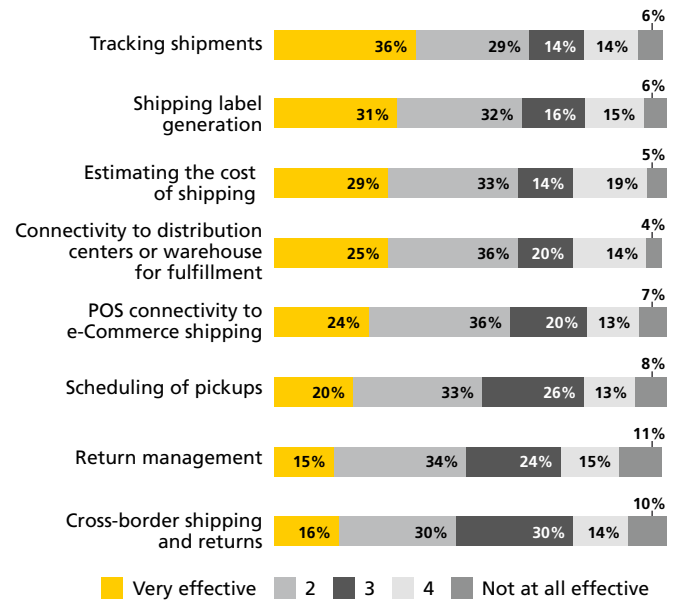 6%
Tracking shipments 36% 29% 14% 14%
6%
Shipping label
generation
31% 32% 16% 15%
5%
Estimating the cost
of shipping
29% 33% 14% 19%
4%
Connectivity to distribution
centers or warehouse
for fulfillment
25% 36% 20% 14%
7%
POS connectivity to
e-Commerce shipping
24% 36% 20% 13%
8%
Scheduling of pickups 20% 33% 26% 13%
11%
Return management 15% 34% 24% 15%
10%
Cross-border shipping
and returns
16% 30% 30% 14%
Very effective 2 3 4 Not at all effective